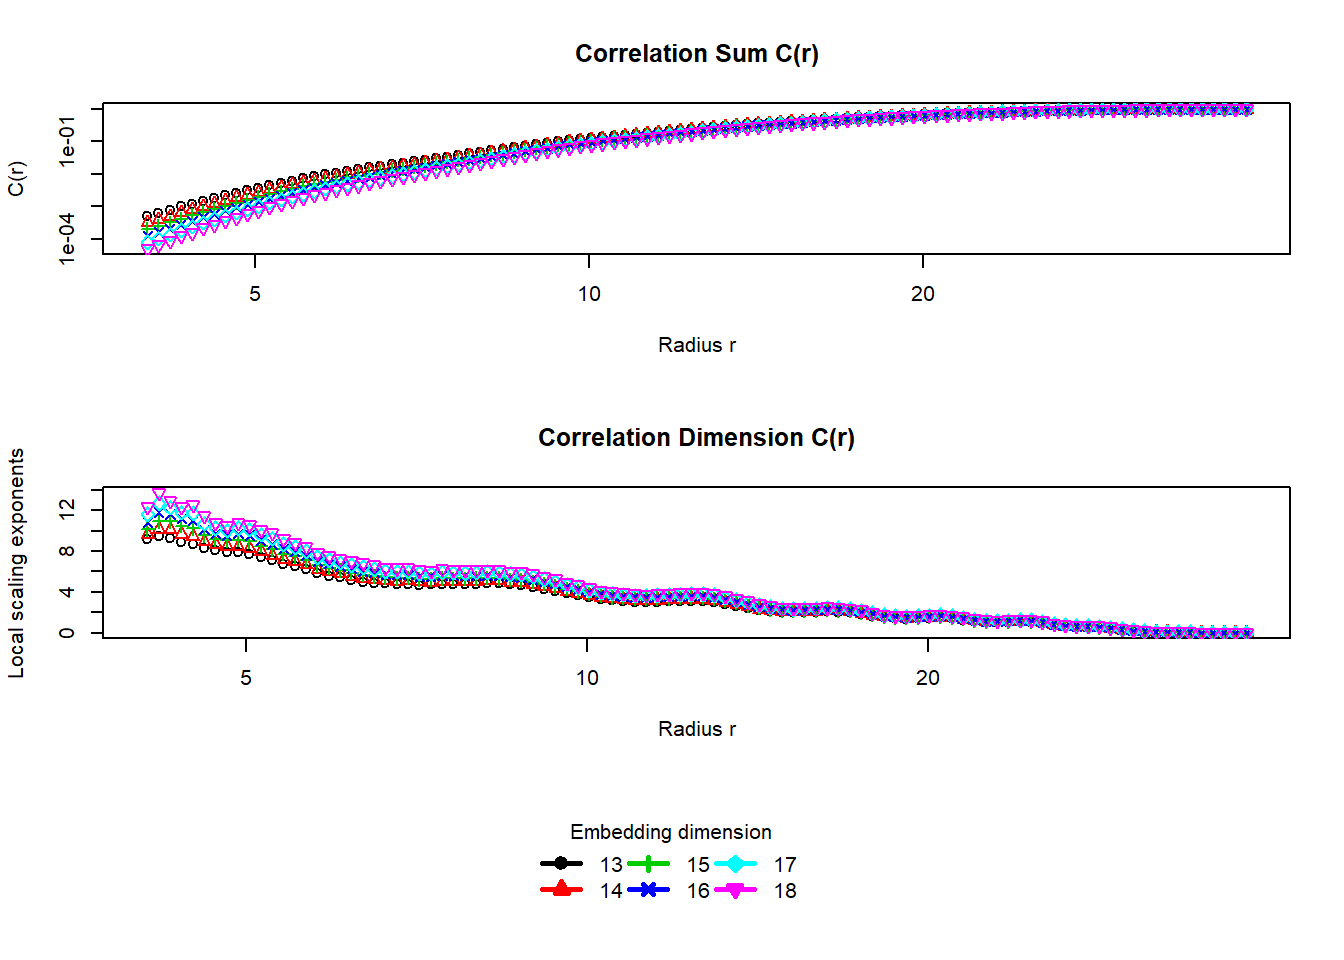 Correlation Sum C(r)
C(r)
1e-01
1e-04
5 10 20
Radius r
Correlation Dimension C(r)
Local scaling exponents
12
8
4
0
5 10 20
Radius r
Embedding dimension
13 15 17
14 16 18